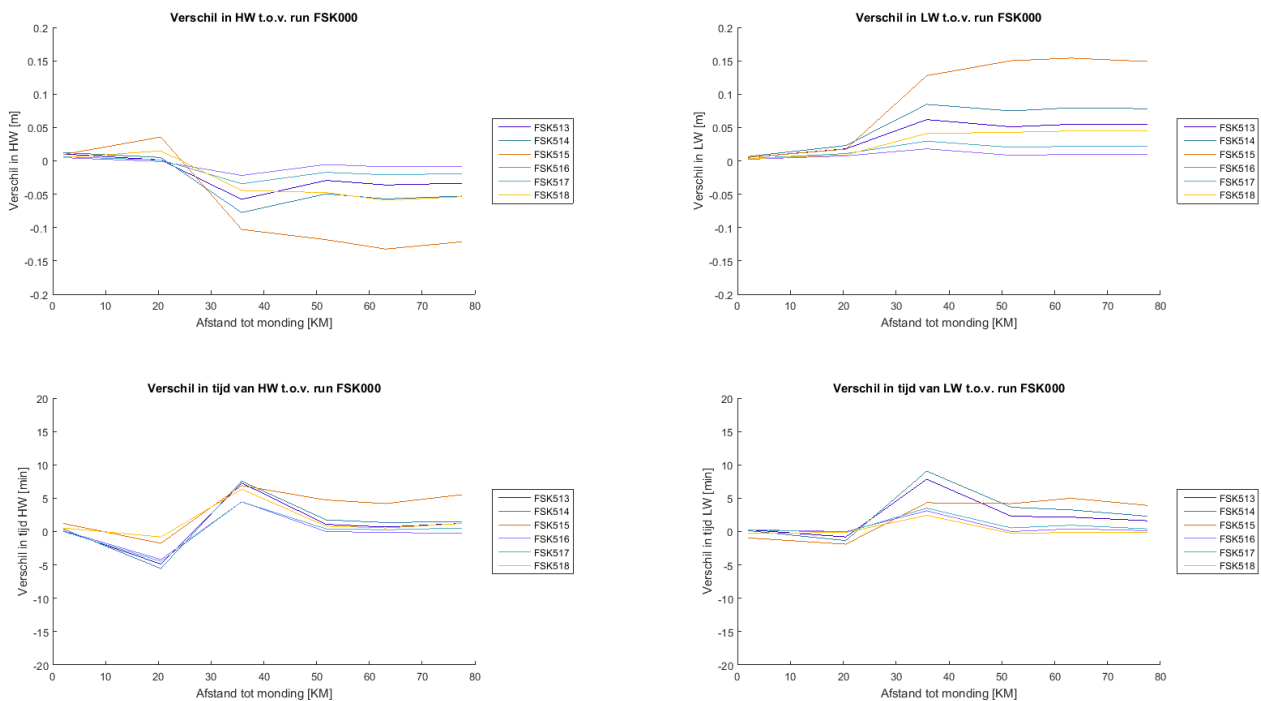 Verschil in HW t.o.v. run FSK000
0.2
0.15
0.1
0.05
0
-0.05
-0.1
-0.15
-0.2
Verschil in HW [m]
0 10 20 30 40 50 60 70 80
Afstand tot monding [KM]
FSK513
FSK514
FSK515
FSK516
FSK517
FSK518
Verschil in LW t.o.v. run FSK000
0.2
0.15
0.1
0.05
0
-0.05
-0.1
-0.15
-0.2
Verschil in LW [m]
0 10 20 30 40 50 60 70 80
Afstand tot monding [KM]
FSK513
FSK514
FSK515
FSK516
FSK517
FSK518
Verschil in tijd van HW t.o.v. run FSK000
20
15
10
5
0
-5
-10
-15
-20
Verschil in tijd HW [min]
0 10 20 30 40 50 60 70 80
Afstand tot monding [KM]
FSK513
FSK514
FSK515
FSK516
FSK517
FSK518
Verschil in tijd van LW t.o.v. run FSK000
20
15
10
5
0
-5
-10
-15
-20
Verschil in tijd LW [min]
0 10 20 30 40 50 60 70 80
Afstand tot monding [KM]
FSK513
FSK514
FSK515
FSK516
FSK517
FSK518